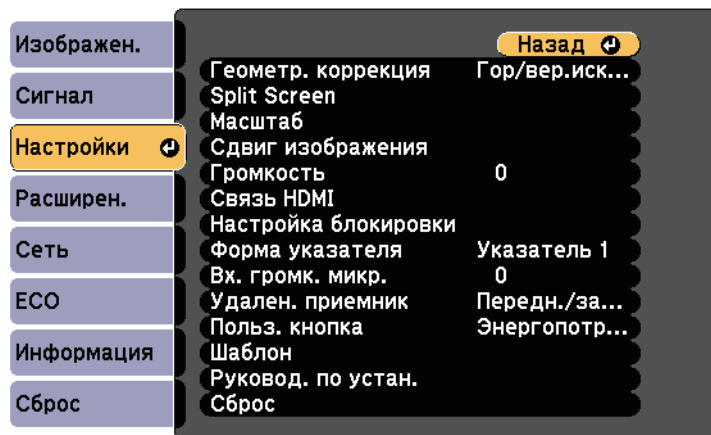 Изображен.
Сигнал
Настройки
Расширен.
Сеть
ECO
Информация
Сброс
Назад
Геометр. коррекция Гор/вер.иск...
Split Screen
Масштаб
Сдвиг изображения
Громкость 0
Связь HDMI
Настройка блокировки
Форма указателя Указатель 1
Вх. громк. микр. 0
Удален. приемник Передн./за...
Польз. кнопка Энергопотр...
Шаблон
Руковод. по устан.
Сброс